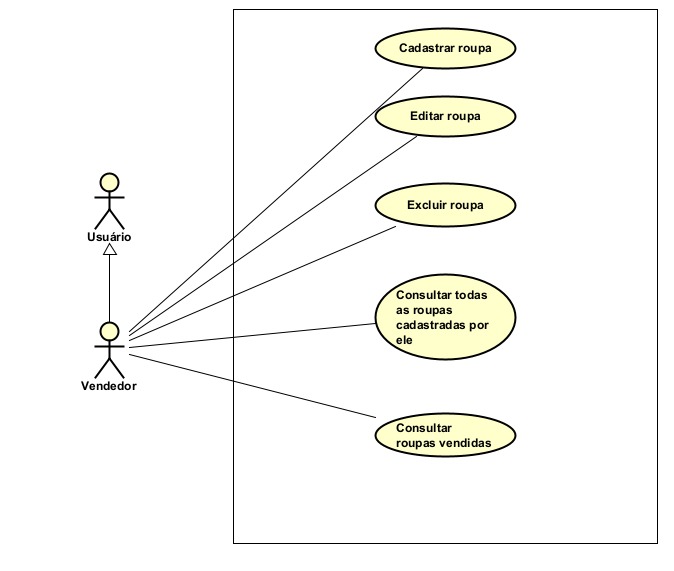 Cadastrar roupa
Editar roupa
Excluir roupa
Usuário
Consultar todas
as roupas
cadastradas por
ele
Vendedor
Consultar
roupas vendidas